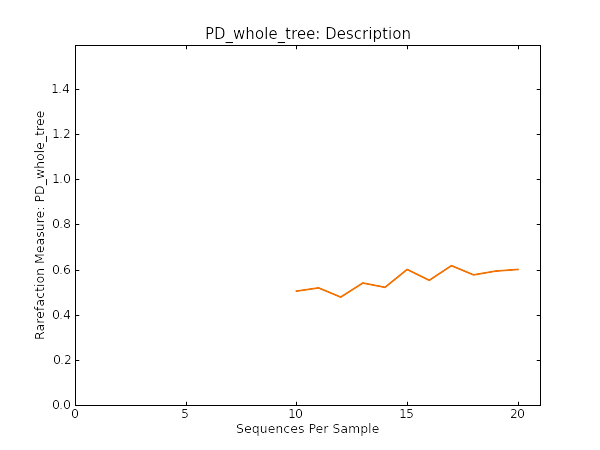 PD_whole_tree: Description
Rarefaction Measure: PD_whole_tree
1.4
1.2
1.0
0.8
0.6
0.4
0.2
0.0
0 5 10 15 20
Sequences Per Sample